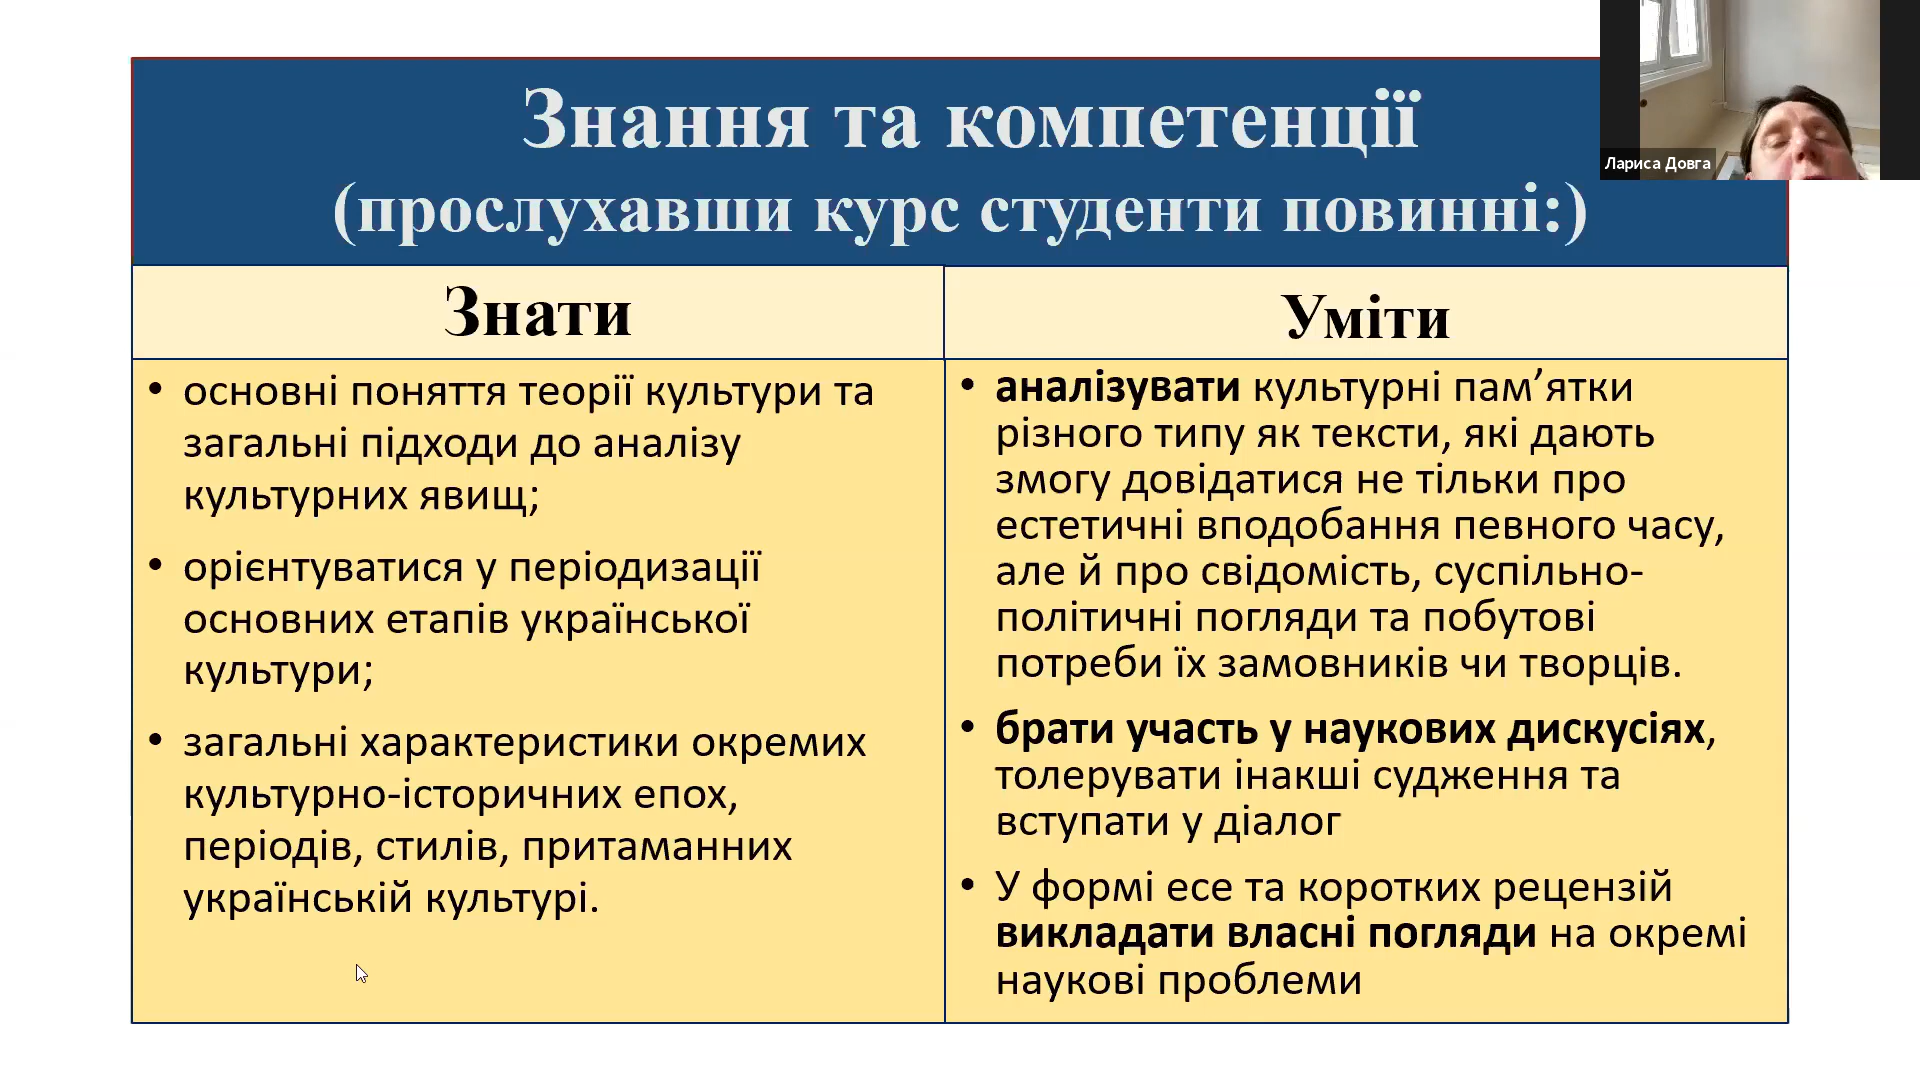 Знання та компетенції
(прослухавши курс студенти повинні:)
Лариса Довга
Знати
Уміти
• основні поняття теорії культури та
загальні підходи до аналізу
культурних явищ;
• орієнтуватися у періодизації
основних етапів української
культури;
• загальні характеристики окремих
культурно-історичних епох,
періодів, стилів, притаманних
українській культурі.
• аналізувати культурні пам’ятки
різного типу як тексти, які дають
змогу довідатися не тільки про
естетичні вподобання певного часу,
але й про свідомість, суспільно-
політичні погляди та побутові
потреби їх замовників чи творців.
• брати участь у наукових дискусіях,
толерувати інакші судження та
вступати у діалог
• У формі есе та коротких рецензій
викладати власні погляди на окремі
наукові проблеми